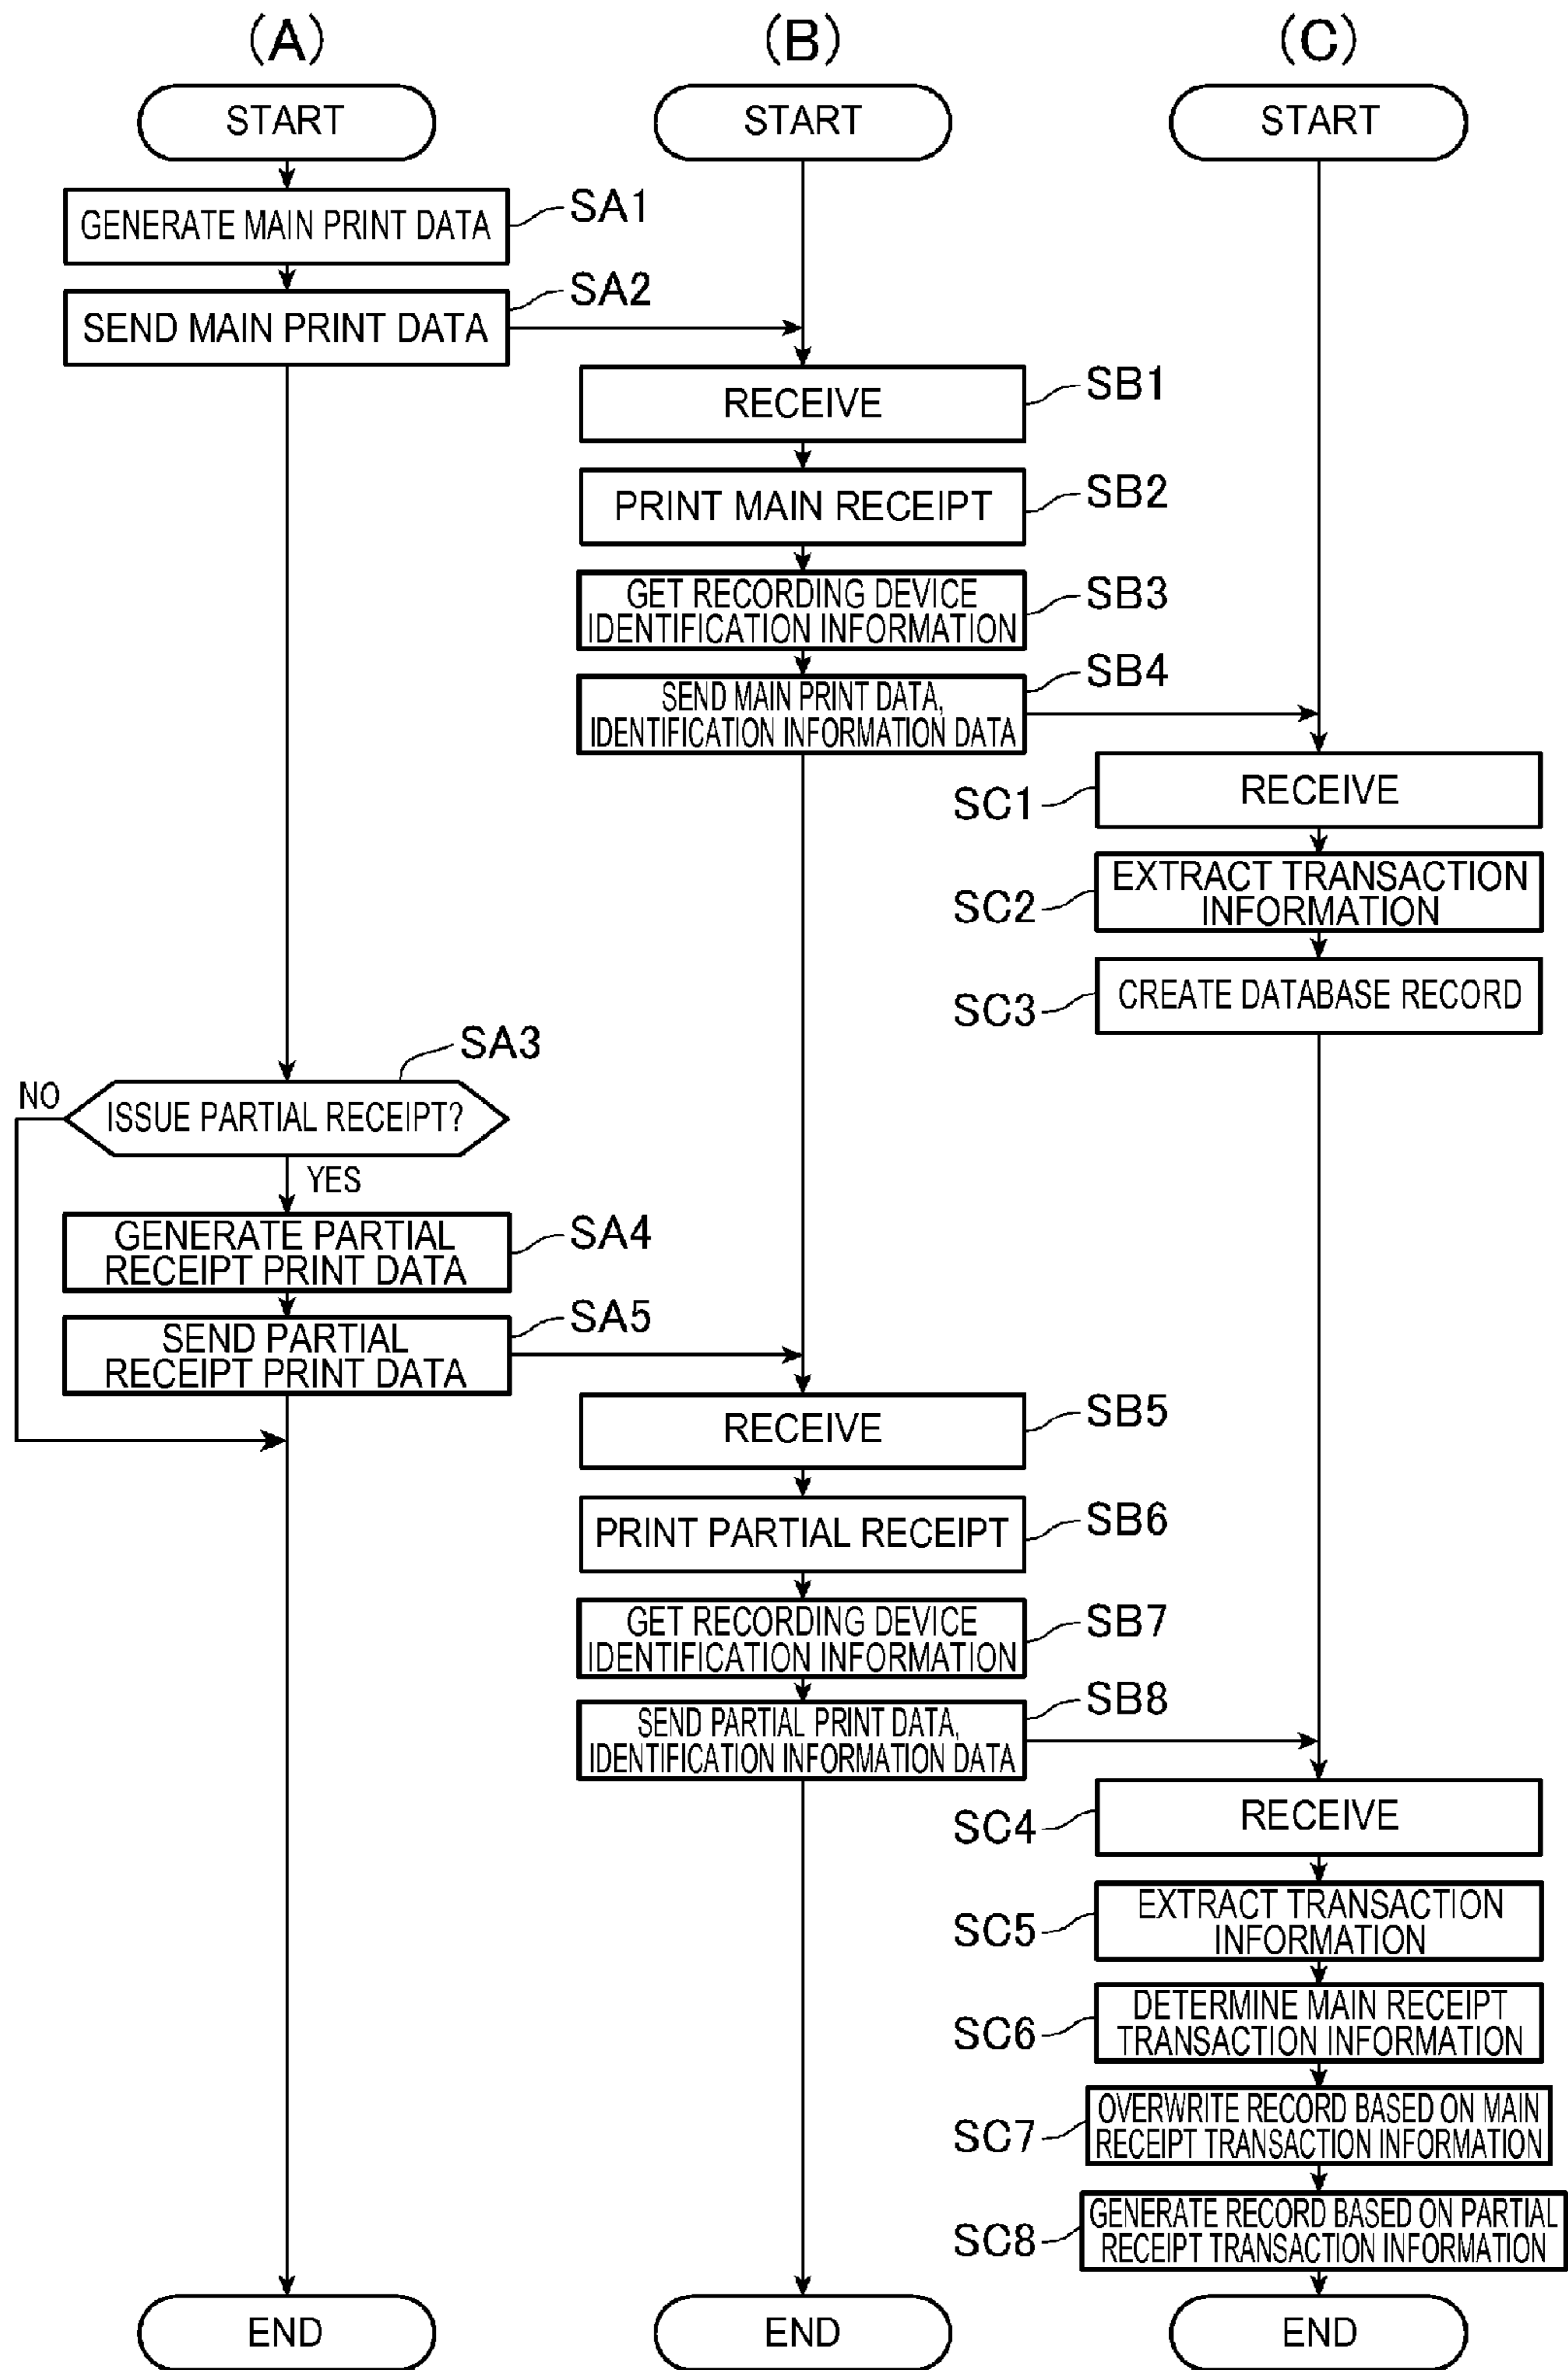 (A)
(B)
(C)
START
START
START
GENERATE MAIN PRINT DATA
SA1
SEND MAIN PRINT DATA
SA2
RECEIVE
SB1
PRINT MAIN RECEIPT
SB2
GET RECORDING DEVICE
IDENTIFICATION INFORMATION
SB3
SEND MAIN PRINT DATA,
IDENTIFICATION INFORMATION DATA
SB4
SC1
RECEIVE
SC2
EXTRACT TRANSACTION
INFORMATION
SC3
CREATE DATABASE RECORD
SA3
NO
ISSUE PARTIAL RECEIPT?
YES
GENERATE PARTIAL
RECEIPT PRINT DATA
SA4
SEND PARTIAL
RECEIPT PRINT DATA
SA5
RECEIVE
SB5
PRINT PARTIAL RECEIPT
SB6
GET RECORDING DEVICE
IDENTIFICATION INFORMATION
SB7
SEND PARTIAL PRINT DATA,
IDENTIFICATION INFORMATION DATA
SB8
SC4
RECEIVE
SC5
EXTRACT TRANSACTION
INFORMATION
SC6
DETERMINE MAIN RECEIPT
TRANSACTION INFORMATION
SC7
OVERWRITE RECORD BASED ON MAIN
RECEIPT TRANSACTION INFORMATION
SC8
GENERATE RECORD BASED ON PARTIAL
RECEIPT TRANSACTION INFORMATION
END
END
END